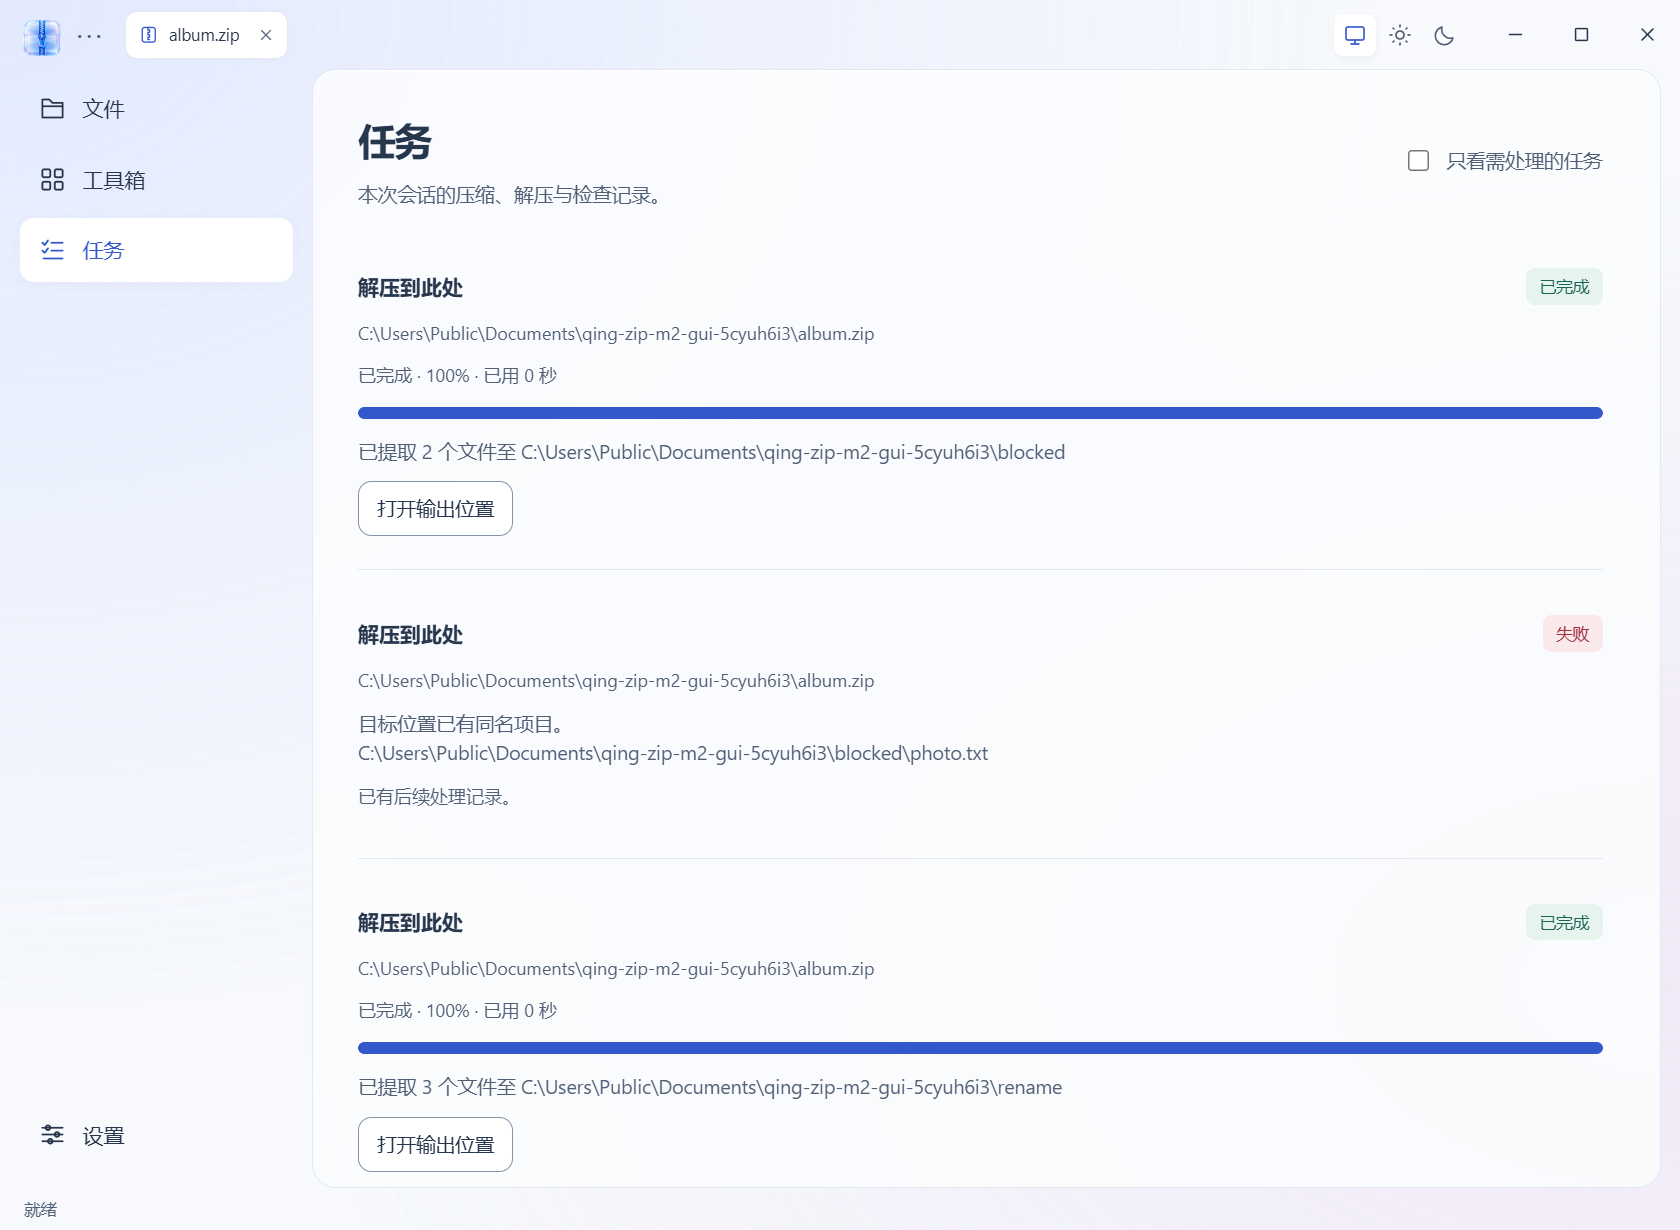 album.zip
文件
工具箱
任务
任务
本次会话的压缩、解压与检查记录。
只看需处理的任务
解压到此处
已完成
C:\Users\Public\Documents\qing-zip-m2-gui-5cyuh6i3\album.zip
已完成 · 100% · 已用 0 秒
已提取 2 个文件至 C:\Users\Public\Documents\qing-zip-m2-gui-5cyuh6i3\blocked
打开输出位置
解压到此处
失败
C:\Users\Public\Documents\qing-zip-m2-gui-5cyuh6i3\album.zip
目标位置已有同名项目。
C:\Users\Public\Documents\qing-zip-m2-gui-5cyuh6i3\blocked\photo.txt
已有后续处理记录。
解压到此处
已完成
C:\Users\Public\Documents\qing-zip-m2-gui-5cyuh6i3\album.zip
已完成 · 100% · 已用 0 秒
已提取 3 个文件至 C:\Users\Public\Documents\qing-zip-m2-gui-5cyuh6i3\rename
打开输出位置
设置
就绪